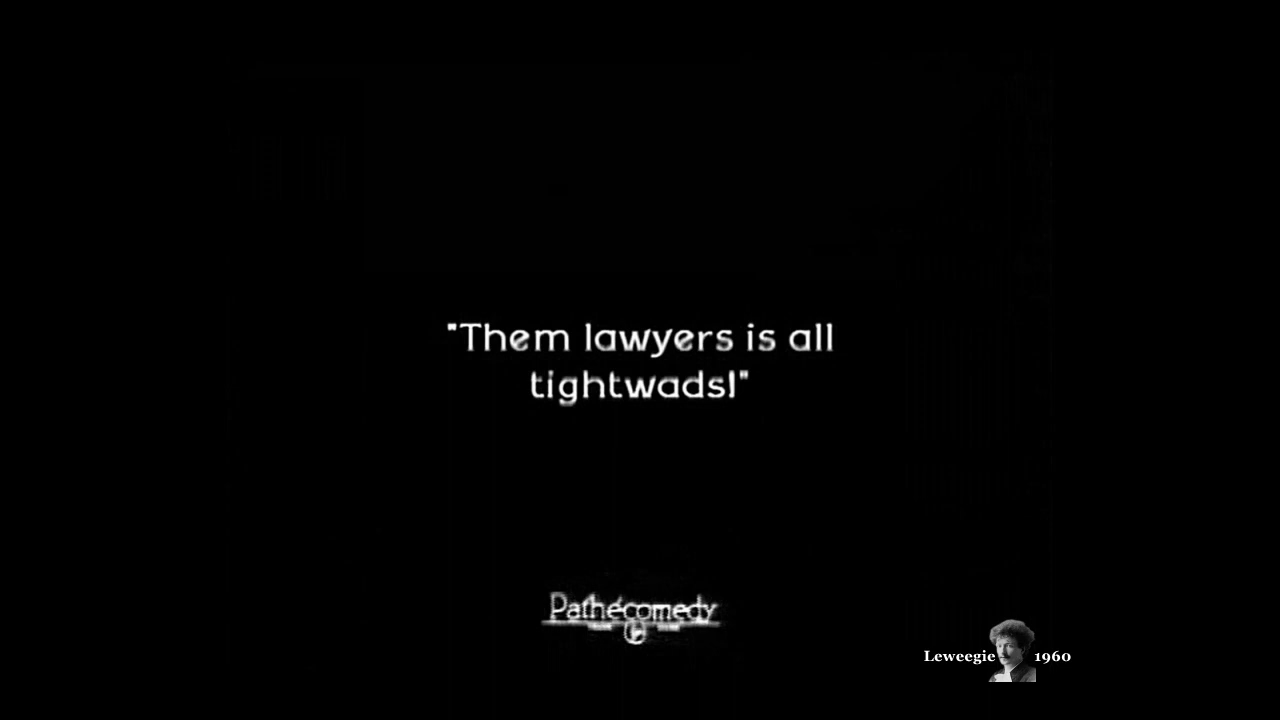 "Them lawyers is all
tightwads!"
Pathécomedy
Leweegie 1960